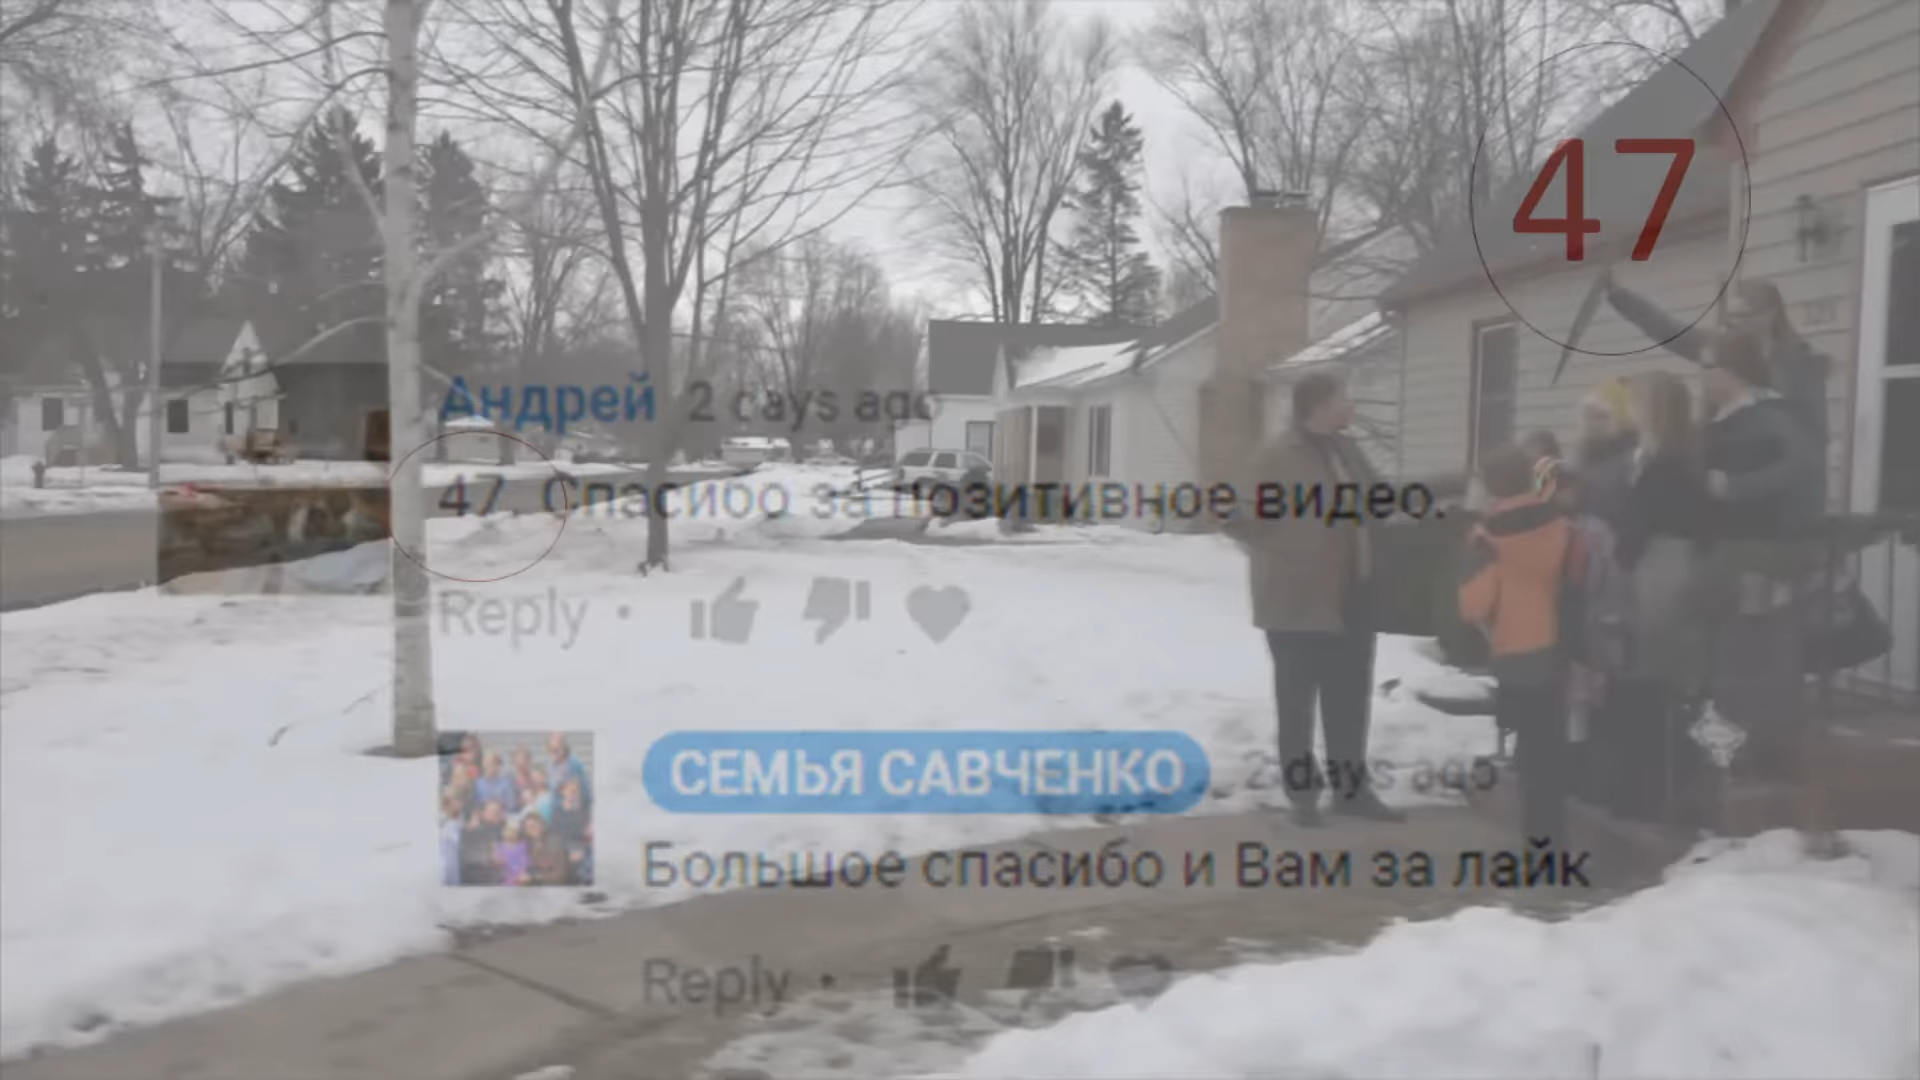 47
Андрей 2 days ago
47. Спасибо за позитивное видео.
Reply
СЕМЬЯ САВЧЕНКО 2 days ago
Большое спасибо и Вам за лайк
Reply